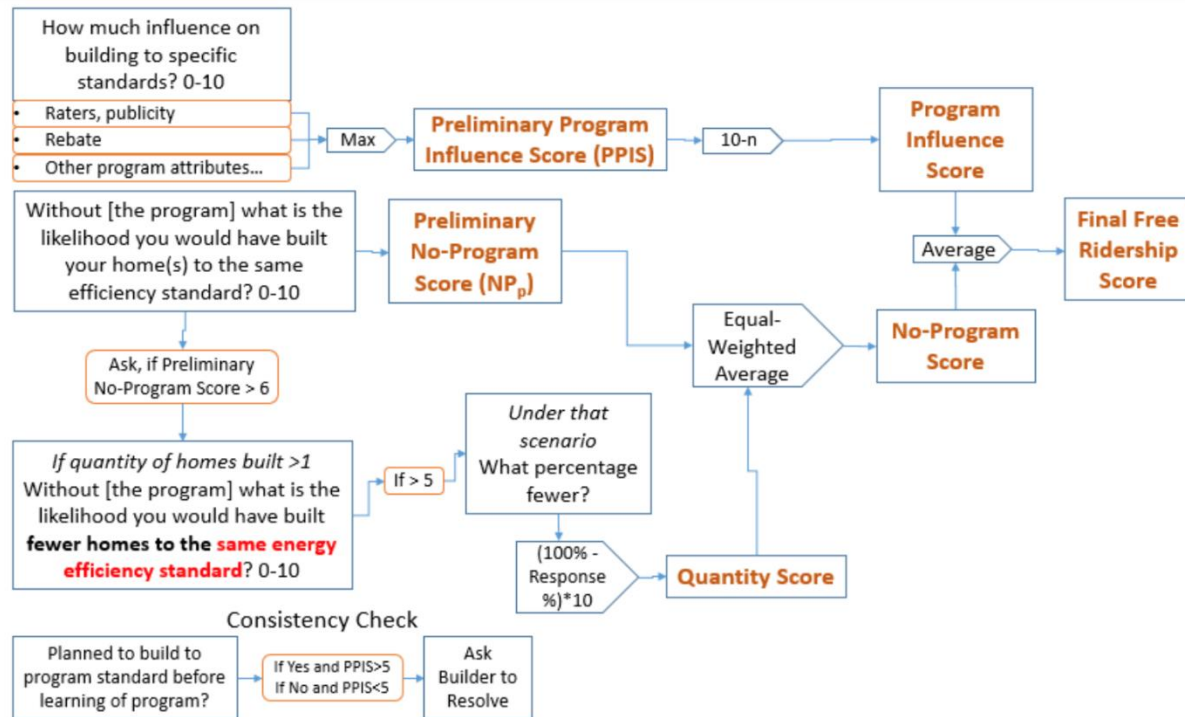 How much influence on
building to specific
standards? 0-10
• Raters, publicity
• Rebate
• Other program attributes...
Max
Preliminary Program
Influence Score (PPIS)
10-n
Program
Influence
Score
Without [the program] what is the
likelihood you would have built
your home(s) to the same
efficiency standard? 0-10
Preliminary
No-Program
Score (NPp)
Average
Final Free
Ridership
Score
Equal-
Weighted
Average
No-Program
Score
Ask, if Preliminary
No-Program Score > 6
If quantity of homes built >1
Without [the program] what is the
likelihood you would have built
fewer homes to the same energy
efficiency standard? 0-10
If > 5
Under that
scenario
What percentage
fewer?
(100% -
Response
%)*10
Quantity Score
Consistency Check
Planned to build to
program standard before
learning of program?
If Yes and PPIS>5
If No and PPIS<5
Ask
Builder to
Resolve